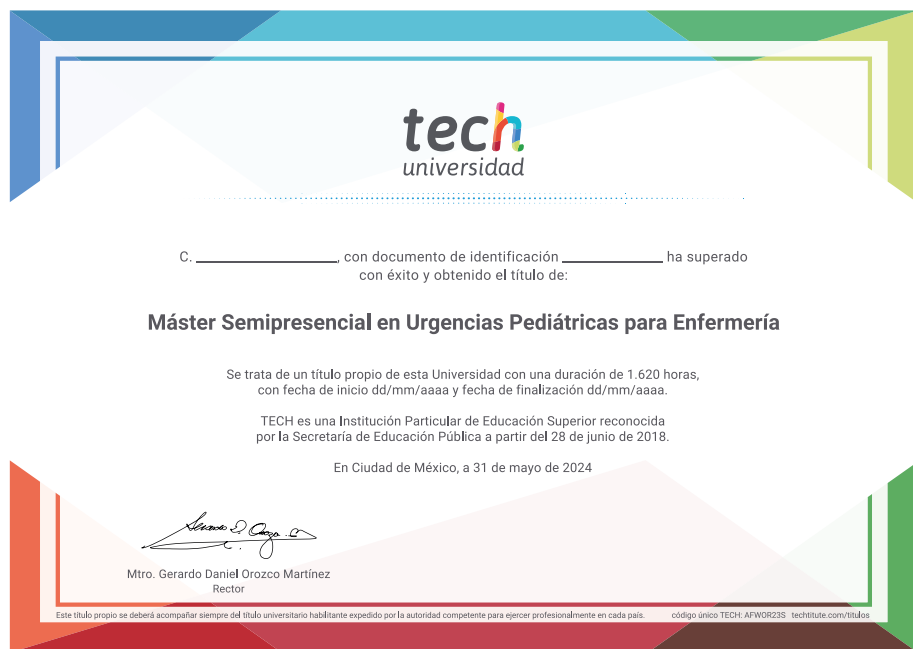 tech
universidad
C. ____________________, con documento de identificación ______________ ha superado
con éxito y obtenido el título de:
Máster Semipresencial en Urgencias Pediátricas para Enfermería
Se trata de un título propio de esta Universidad con una duración de 1.620 horas,
con fecha de inicio dd/mm/aaaa y fecha de finalización dd/mm/aaaa.
TECH es una Institución Particular de Educación Superior reconocida
por la Secretaría de Educación Pública a partir del 28 de junio de 2018.
En Ciudad de México, a 31 de mayo de 2024
Mtro. Gerardo Daniel Orozco Martínez
Rector
Este título propio se deberá acompañar siempre del título universitario habilitante expedido por la autoridad competente para ejercer profesionalmente en cada país. código único TECH: AFWOR23S techtitute.com/titulos